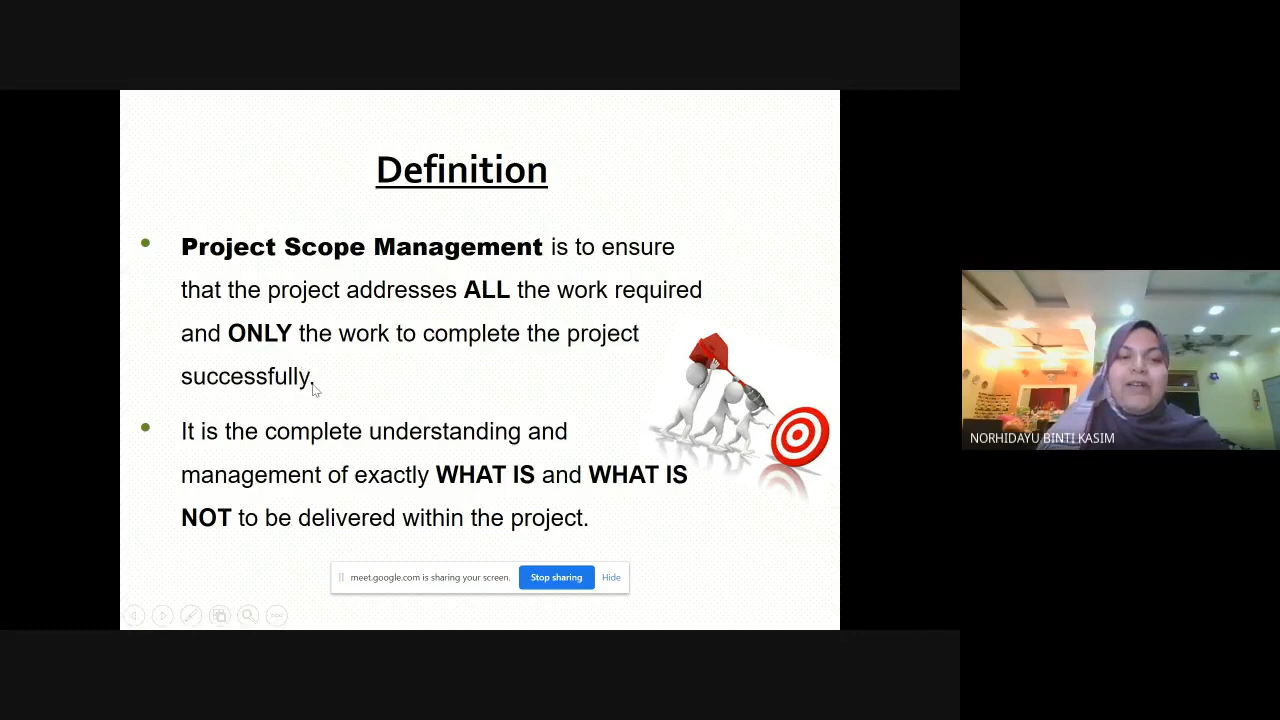 Definition
• Project Scope Management is to ensure
that the project addresses ALL the work required
and ONLY the work to complete the project
successfully.
• It is the complete understanding and
management of exactly WHAT IS and WHAT IS
NOT to be delivered within the project.
meet.google.com is sharing your screen. Stop sharing Hide
NORHIDAYU BINTI KASIM